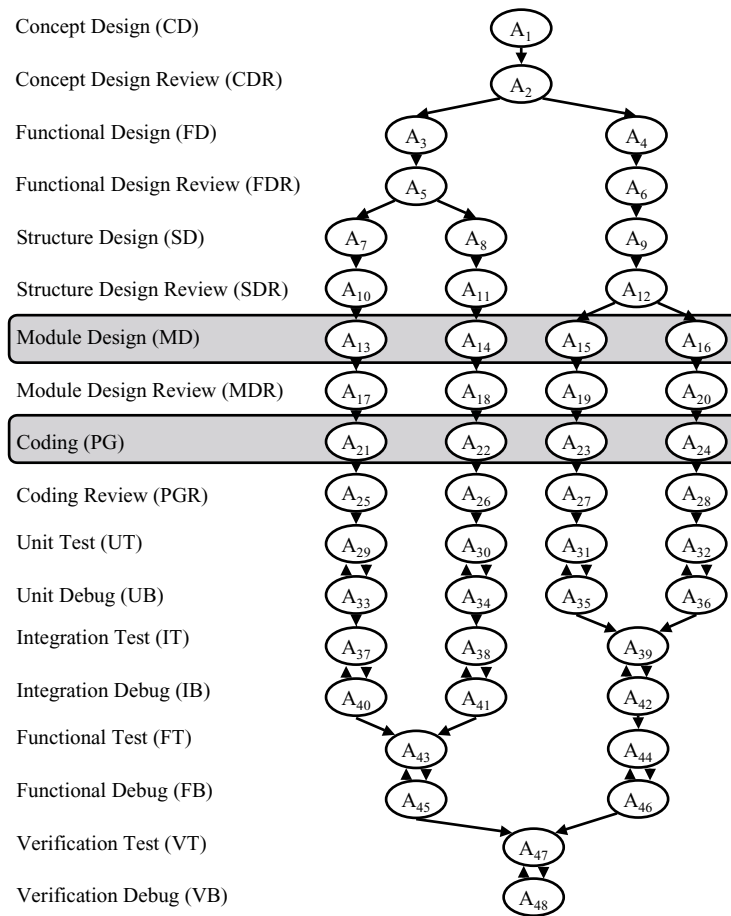 Concept Design (CD) A1
Concept Design Review (CDR) A2
Functional Design (FD) A3 A4
Functional Design Review (FDR) A5 A6
Structure Design (SD) A7 A8 A9
Structure Design Review (SDR) A10 A11 A12
Module Design (MD) A13 A14 A15 A16
Module Design Review (MDR) A17 A18 A19 A20
Coding (PG) A21 A22 A23 A24
Coding Review (PGR) A25 A26 A27 A28
Unit Test (UT) A29 A30 A31 A32
Unit Debug (UB) A33 A34 A35 A36
Integration Test (IT) A37 A38 A39
Integration Debug (IB) A40 A41 A42
Functional Test (FT) A43 A44
Functional Debug (FB) A45 A46
Verification Test (VT) A47
Verification Debug (VB) A48